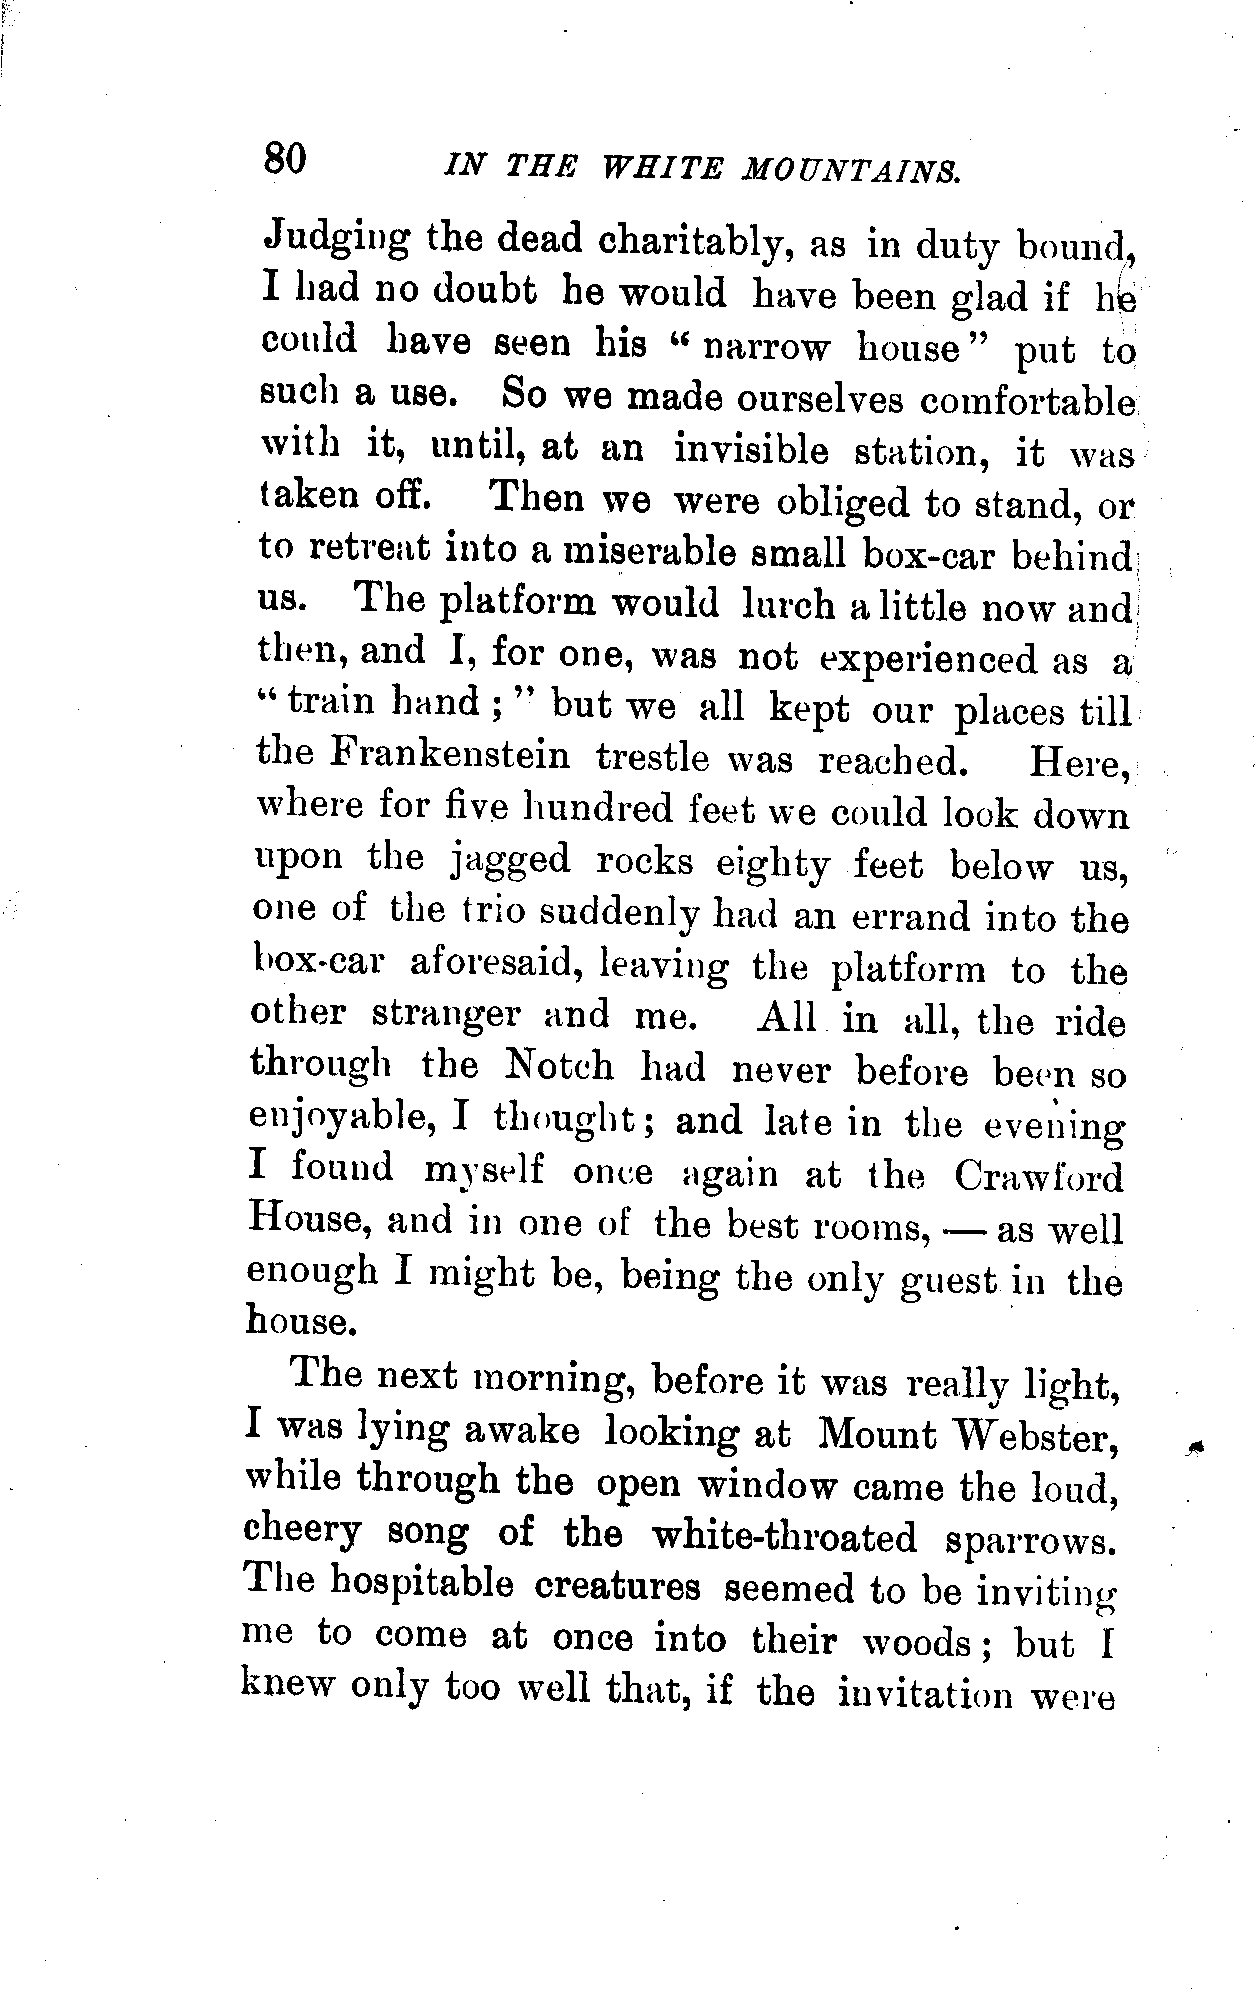 80 IN THE WHITE MOUNTAINS.
Judging the dead charitably, as in duty bound,
I had no doubt he would have been glad if he
could have seen his “ narrow house ” put to
such a use. So we made ourselves comfortable
with it, until, at an invisible station, it was
taken off. Then we were obliged to stand, or
to retreat into a miserable small box-car behind
us. The platform would lurch a little now and
then, and I, for one, was not experienced as a
“ train hand ; ” but we all kept our places till
the Frankenstein trestle was reached. Here,
where for five hundred feet we could look down
upon the jagged rocks eighty feet below us,
one of the trio suddenly had an errand into the
box-car aforesaid, leaving the platform to the
other stranger and me. All in all, the ride
through the Notch had never before been so
enjoyable, I thought ; and late in the evening
I found myself once again at the Crawford
House, and in one of the best rooms, — as well
enough I might be, being the only guest in the
house.
The next morning, before it was really light,
I was lying awake looking at Mount Webster,
while through the open window came the loud,
cheery song of the white-throated sparrows.
The hospitable creatures seemed to be inviting
me to come at once into their woods ; but I
knew only too well that, if the invitation were